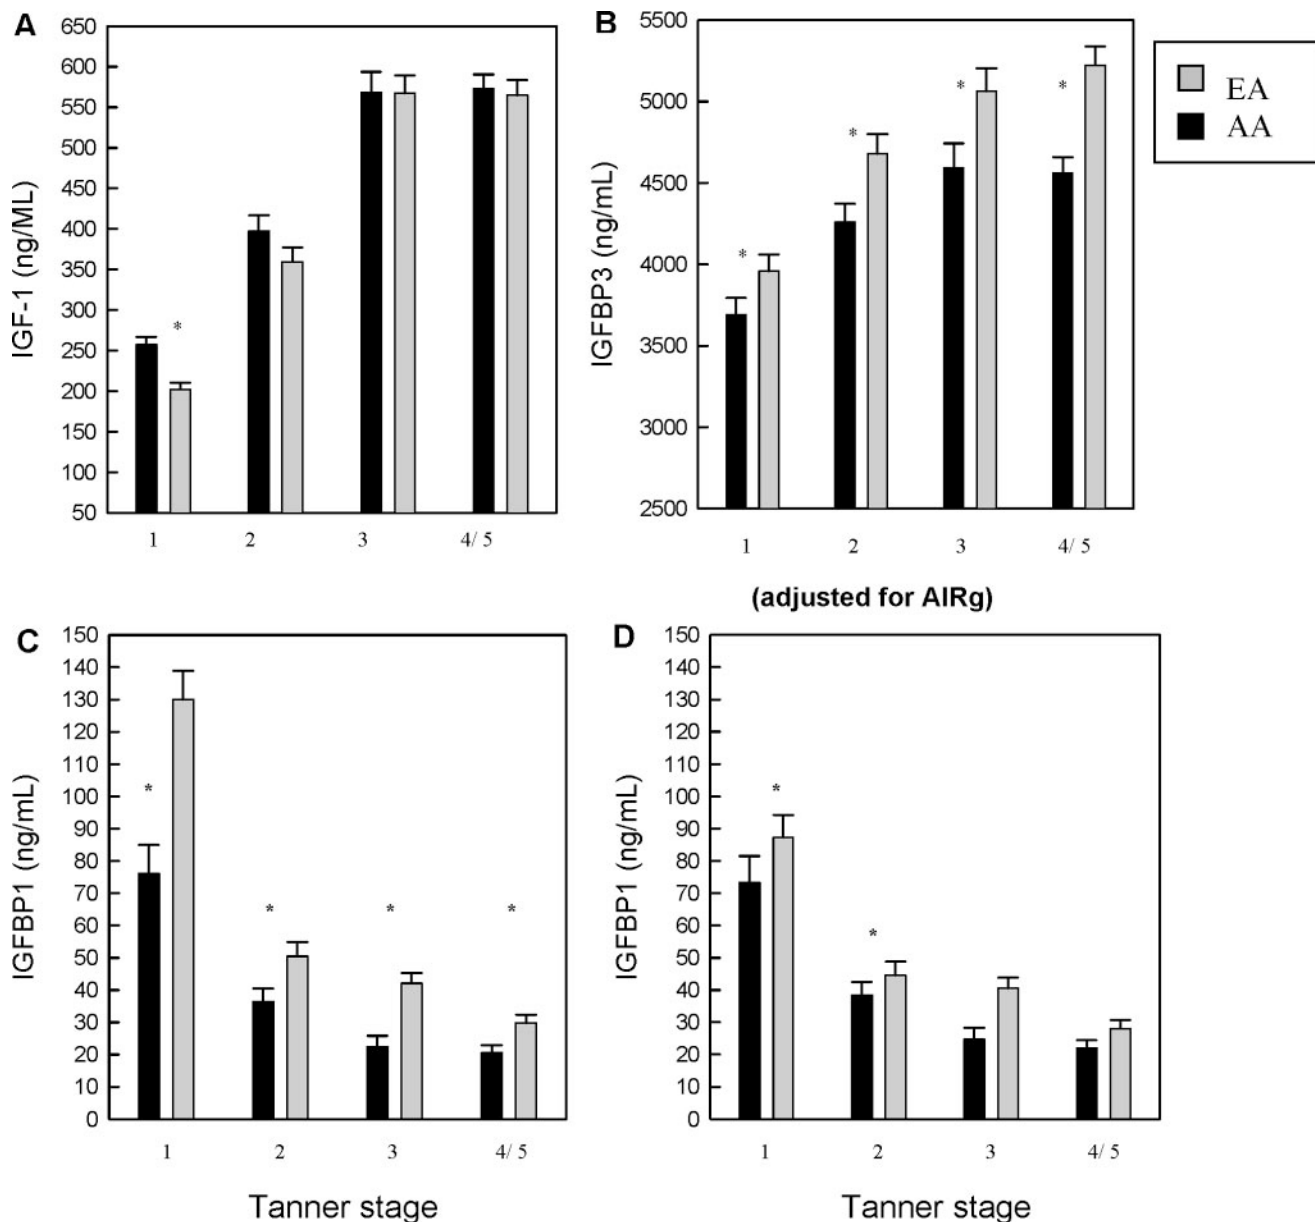 A
650
600
550
500
450
400
350
300
250
200
150
100
50
IGF-1 (ng/ML)
*
1 2 3 4/ 5
B
5500
5000
4500
4000
3500
3000
2500
IGFBP3 (ng/mL)
* * * *
1 2 3 4/ 5
EA
AA
(adjusted for AIRg)
C
150
140
130
120
110
100
90
80
70
60
50
40
30
20
10
0
IGFBP1 (ng/mL)
* * * *
1 2 3 4/ 5
Tanner stage
D
150
140
130
120
110
100
90
80
70
60
50
40
30
20
10
0
IGFBP1 (ng/mL)
* *
1 2 3 4/ 5
Tanner stage